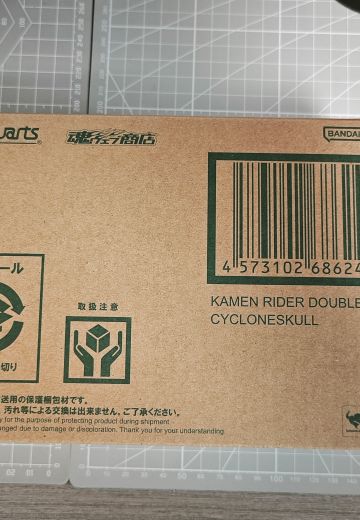 uarts®
魂ウェブ商店
BANDAI
4 573102 68624
KAMEN RIDER DOUBLE
CYCLONESKULL
ール
取扱注意
切り
送用の保護梱包材です。
汚れ等による交換は出来ません。ご了承ください。
y for the purpose of protecting product during shipment
anged due to damage or discoloration. Thank you for your understanding